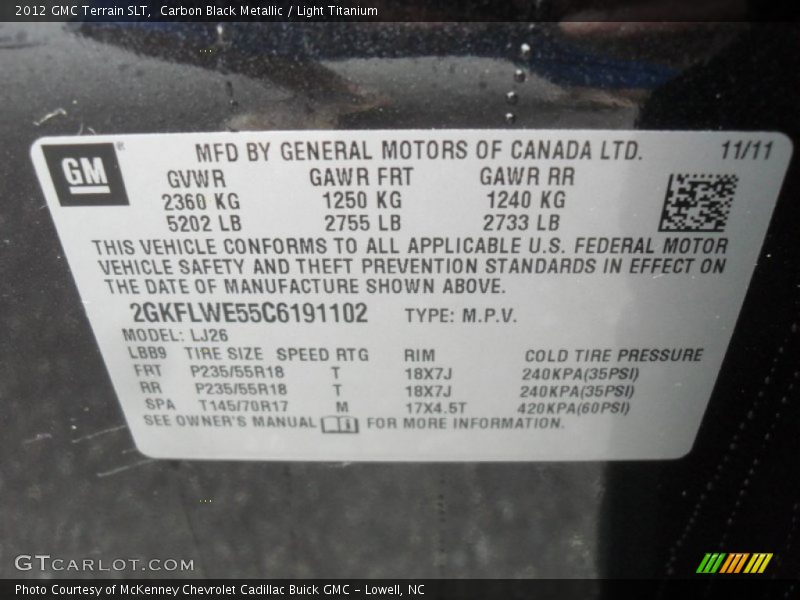 2012 GMC Terrain SLT, Carbon Black Metallic / Light Titanium
GM®
MFD BY GENERAL MOTORS OF CANADA LTD. 11/11
GVWR GAWR FRT GAWR RR
2360 KG 1250 KG 1240 KG
5202 LB 2755 LB 2733 LB
THIS VEHICLE CONFORMS TO ALL APPLICABLE U.S. FEDERAL MOTOR
VEHICLE SAFETY AND THEFT PREVENTION STANDARDS IN EFFECT ON
THE DATE OF MANUFACTURE SHOWN ABOVE.
2GKFLWE55C6191102 TYPE: M.P.V.
MODEL: LJ26
LBB9 TIRE SIZE SPEED RTG RIM COLD TIRE PRESSURE
FRT P235/55R18 T 18X7J 240KPA(35PSI)
RR P235/55R18 T 18X7J 240KPA(35PSI)
SPA T145/70R17 M 17X4.5T 420KPA(60PSI)
SEE OWNER'S MANUAL FOR MORE INFORMATION.
GTCARLOT.COM
Photo Courtesy of McKenney Chevrolet Cadillac Buick GMC - Lowell, NC